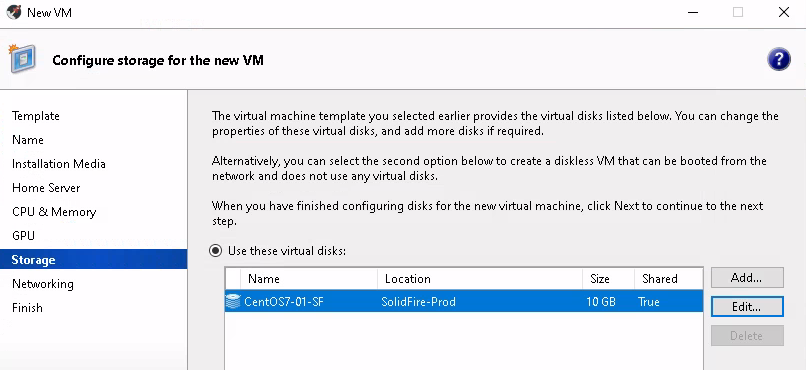 New VM
Configure storage for the new VM
?
Template
Name
Installation Media
Home Server
CPU & Memory
GPU
Storage
Networking
Finish
The virtual machine template you selected earlier provides the virtual disks listed below. You can change the
properties of these virtual disks, and add more disks if required.
Alternatively, you can select the second option below to create a diskless VM that can be booted from the
network and does not use any virtual disks.
When you have finished configuring disks for the new virtual machine, click Next to continue to the next
step.
Use these virtual disks:
Name Location Size Shared
CentOS7-01-SF SolidFire-Prod 10 GB True
Add...
Edit...
Delete